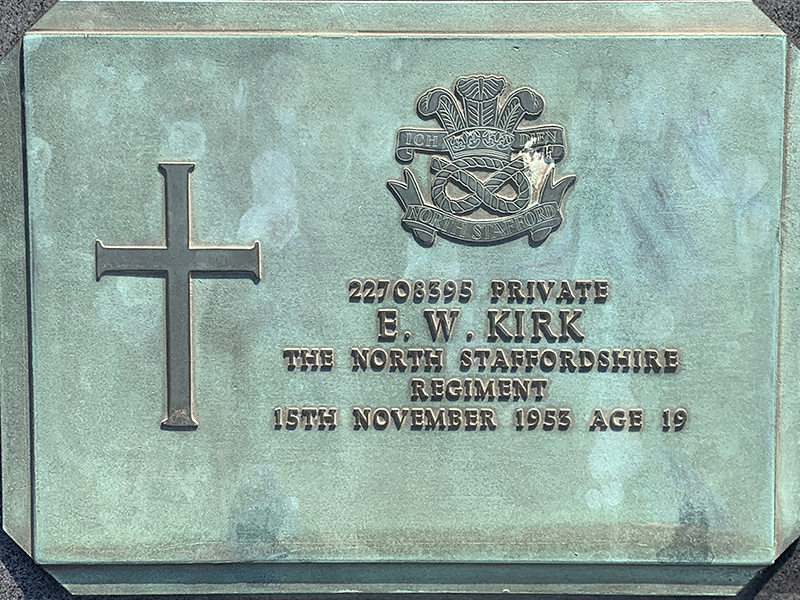 ICH DIEN
NORTH STAFFORD
22708395 PRIVATE
E. W. KIRK
THE NORTH STAFFORDSHIRE
REGIMENT
15TH NOVEMBER 1953 AGE 19